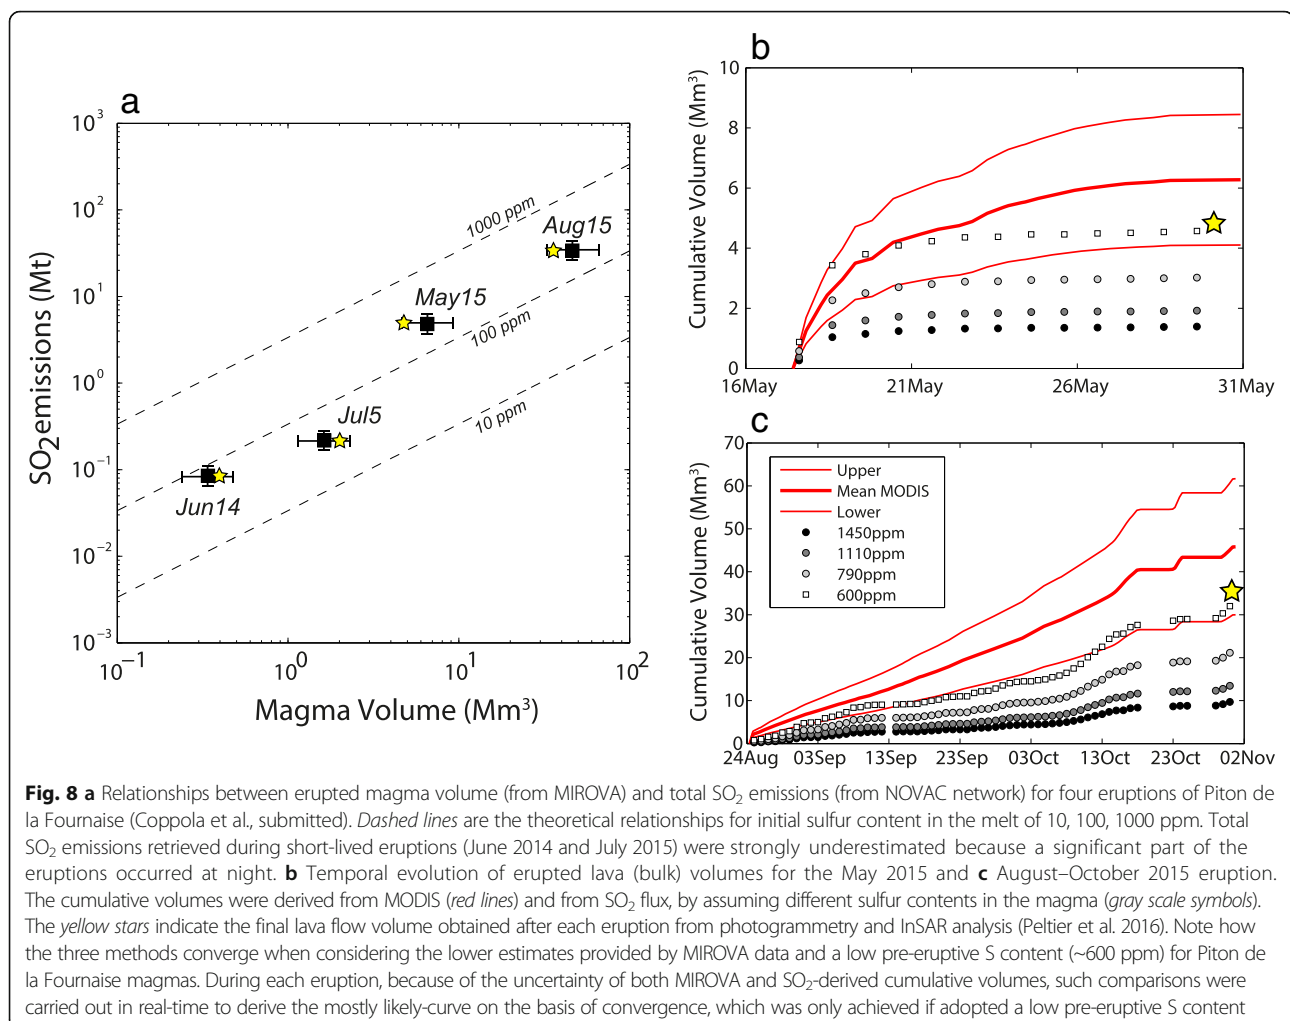 a
SO2 emissions (Mt)
10^3
10^2
10^1
10^0
10^-1
10^-2
10^-3
10^-1
10^0
10^1
10^2
Magma Volume (Mm³)
1000 ppm
100 ppm
10 ppm
Aug15
May15
Jul5
Jun14
b
Cumulative Volume (Mm³)
10
8
6
4
2
0
16May
21May
26May
31May
c
Cumulative Volume (Mm³)
70
60
50
40
30
20
10
0
Upper
Mean MODIS
Lower
1450ppm
1110ppm
790ppm
600ppm
24Aug
03Sep
13Sep
23Sep
03Oct
13Oct
23Oct
02Nov
Fig. 8 a Relationships between erupted magma volume (from MIROVA) and total SO2 emissions (from NOVAC network) for four eruptions of Piton de
la Fournaise (Coppola et al., submitted). Dashed lines are the theoretical relationships for initial sulfur content in the melt of 10, 100, 1000 ppm. Total
SO2 emissions retrieved during short-lived eruptions (June 2014 and July 2015) were strongly underestimated because a significant part of the
eruptions occurred at night. b Temporal evolution of erupted lava (bulk) volumes for the May 2015 and c August–October 2015 eruption.
The cumulative volumes were derived from MODIS (red lines) and from SO2 flux, by assuming different sulfur contents in the magma (gray scale symbols).
The yellow stars indicate the final lava flow volume obtained after each eruption from photogrammetry and InSAR analysis (Peltier et al. 2016). Note how
the three methods converge when considering the lower estimates provided by MIROVA data and a low pre-eruptive S content (~600 ppm) for Piton de
la Fournaise magmas. During each eruption, because of the uncertainty of both MIROVA and SO2-derived cumulative volumes, such comparisons were
carried out in real-time to derive the mostly likely-curve on the basis of convergence, which was only achieved if adopted a low pre-eruptive S content